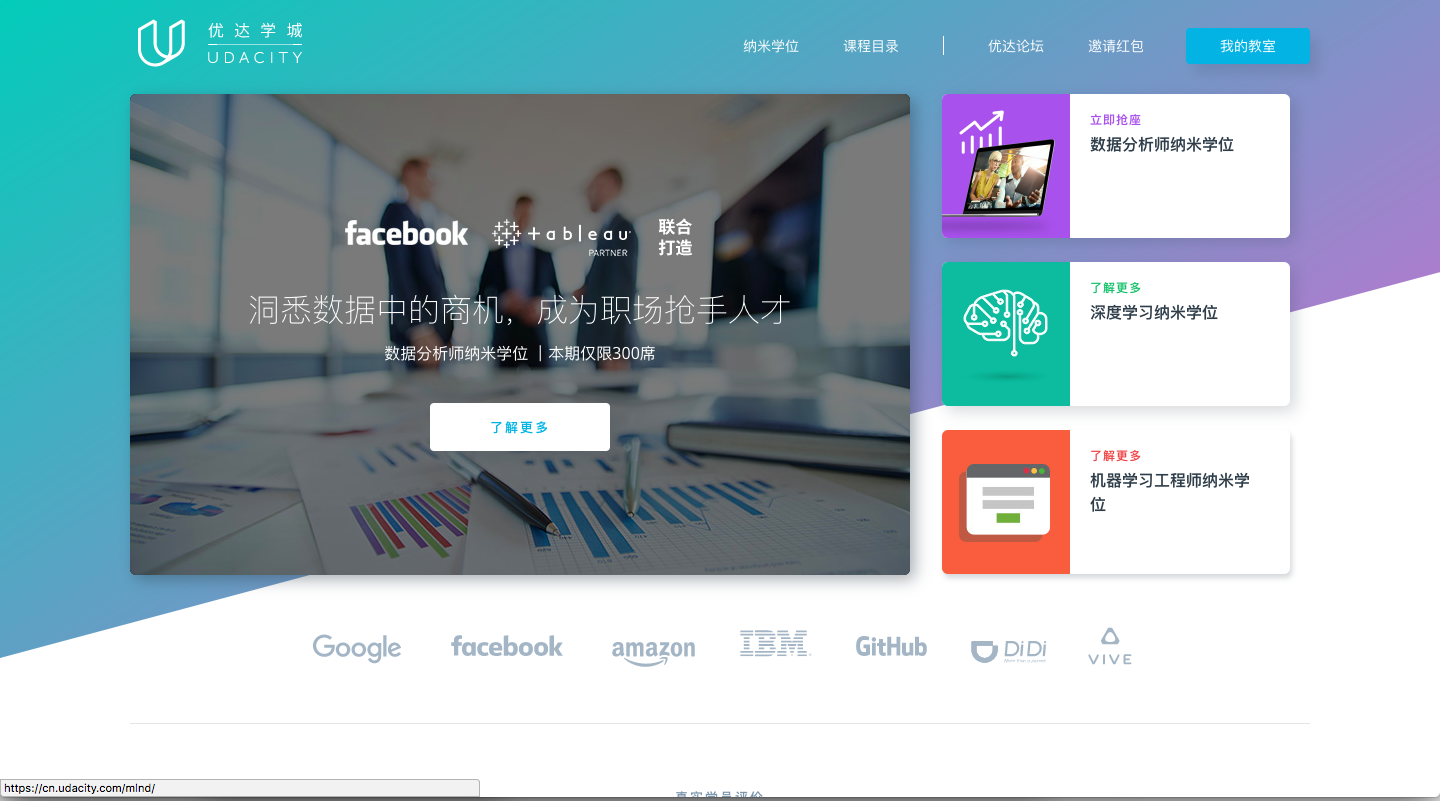 优达学城
UDACITY
纳米学位 课程目录 优达论坛 邀请红包 我的教室
facebook +ableau 联合
PARTNER 打造
洞悉数据中的商机，成为职场抢手人才
数据分析师纳米学位 | 本期仅限300席
了解更多
立即抢座
数据分析师纳米学位
了解更多
深度学习纳米学位
了解更多
机器学习工程师纳米学
位
Google facebook amazon IBM GitHub DiDi VIVE
真实学员评价
https://cn.udacity.com/mlnd/